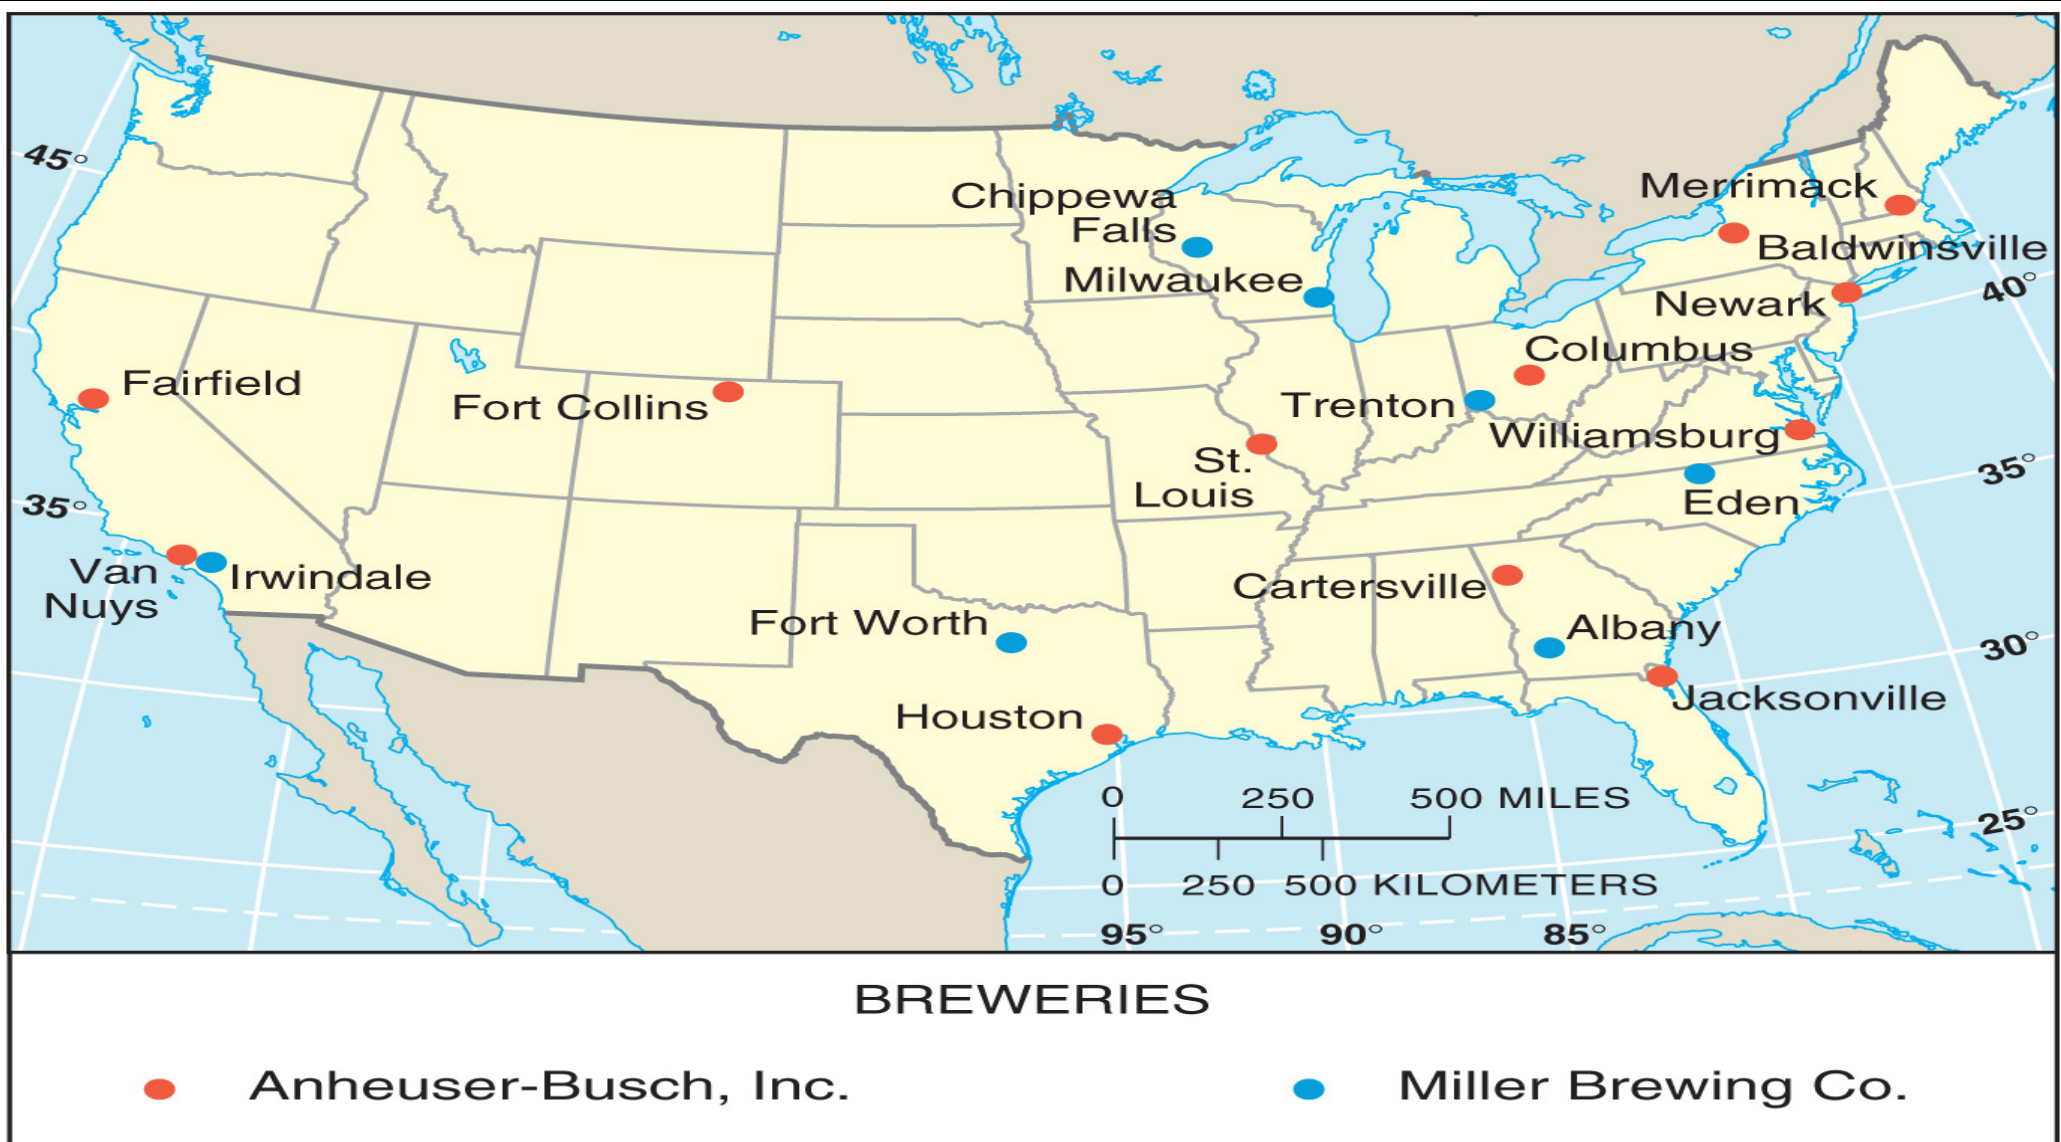 45°
Chippewa
Falls
Merrimack
Baldwinsville
Milwaukee
40°
Newark
Columbus
Fairfield
Fort Collins
Trenton
Williamsburg
St.
Louis
35°
Eden
35°
Van
Nuys
Irwindale
Cartersville
Fort Worth
Albany
30°
Jacksonville
Houston
0 250 500 MILES
25°
0 250 500 KILOMETERS
95° 90° 85°
BREWERIES
Anheuser-Busch, Inc.
Miller Brewing Co.